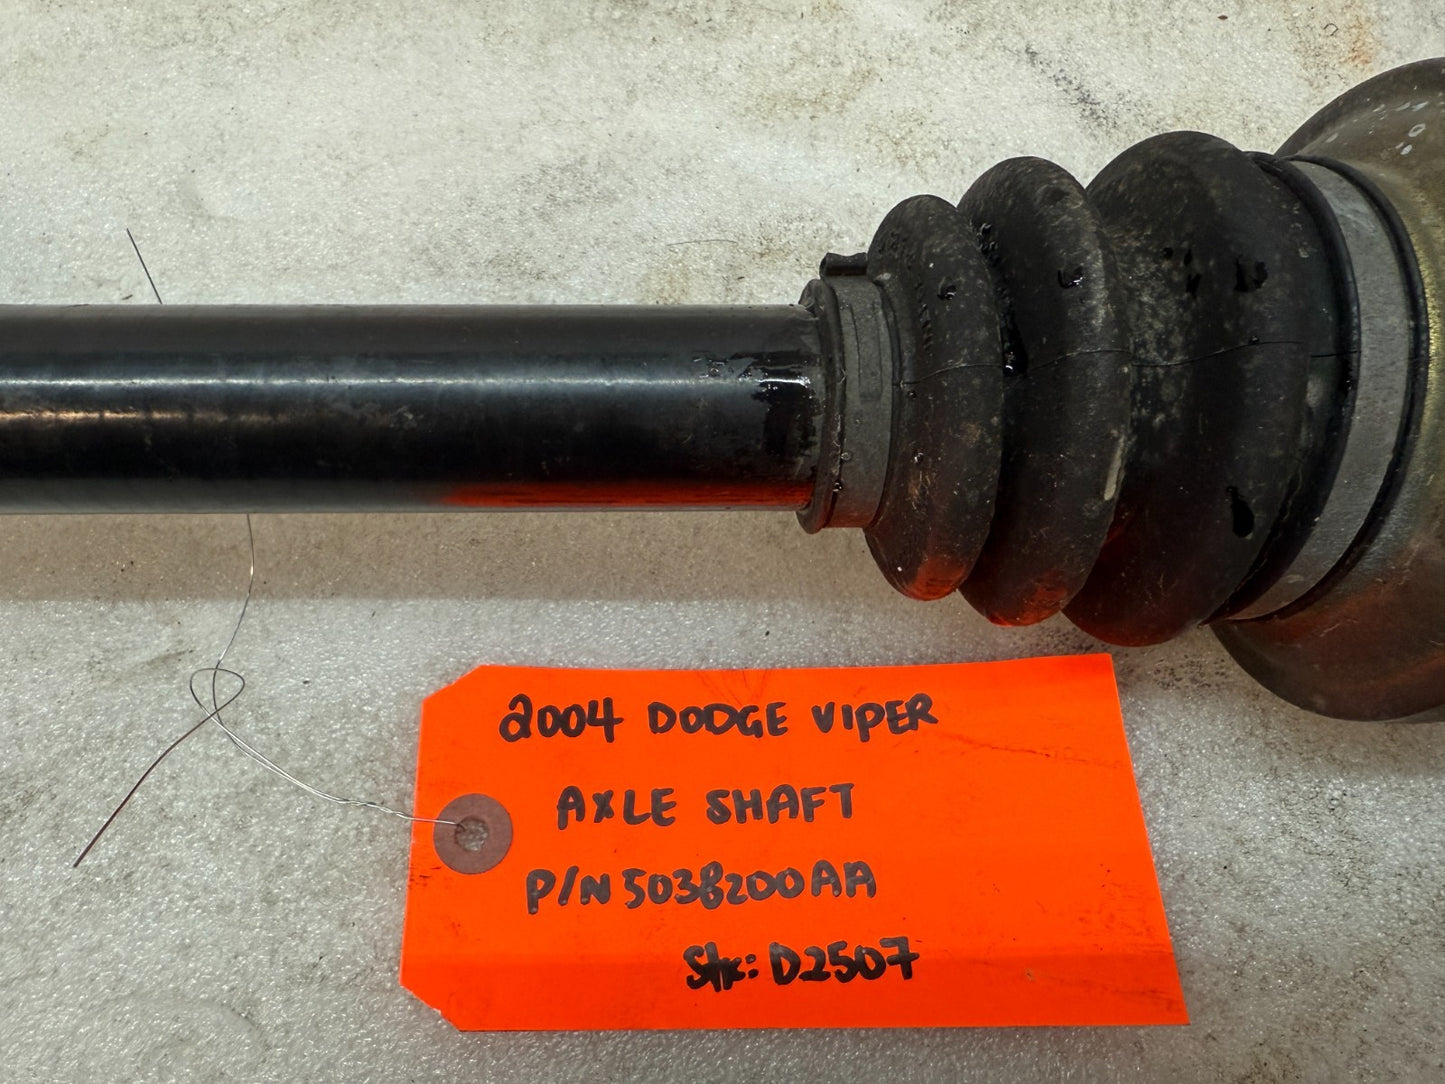 2004 DODGE VIPER
AXLE SHAFT
P/N 5038200AA
Stk: D2507